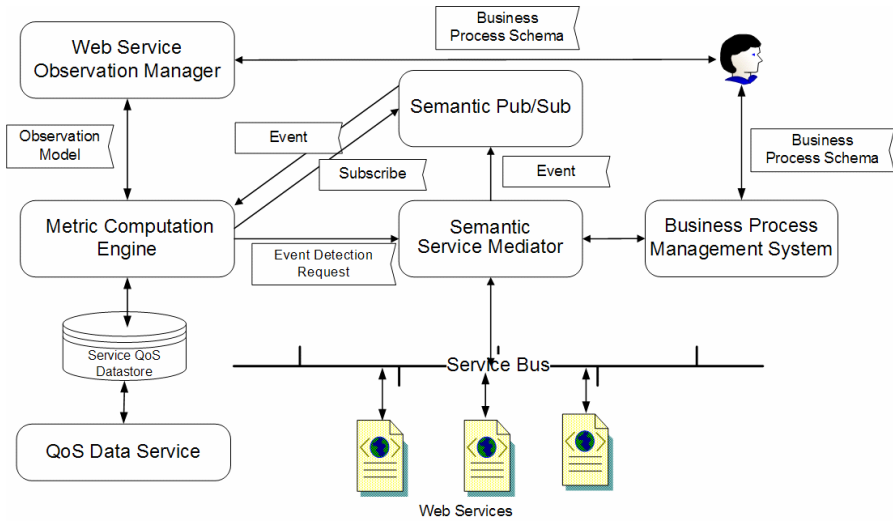 Business
Process Schema
Web Service
Observation Manager
Semantic Pub/Sub
Observation
Model
Event
Subscribe
Event
Business
Process Schema
Metric Computation
Engine
Semantic
Service Mediator
Business Process
Management System
Event Detection
Request
Service QoS
Datastore
Service Bus
QoS Data Service
Web Services